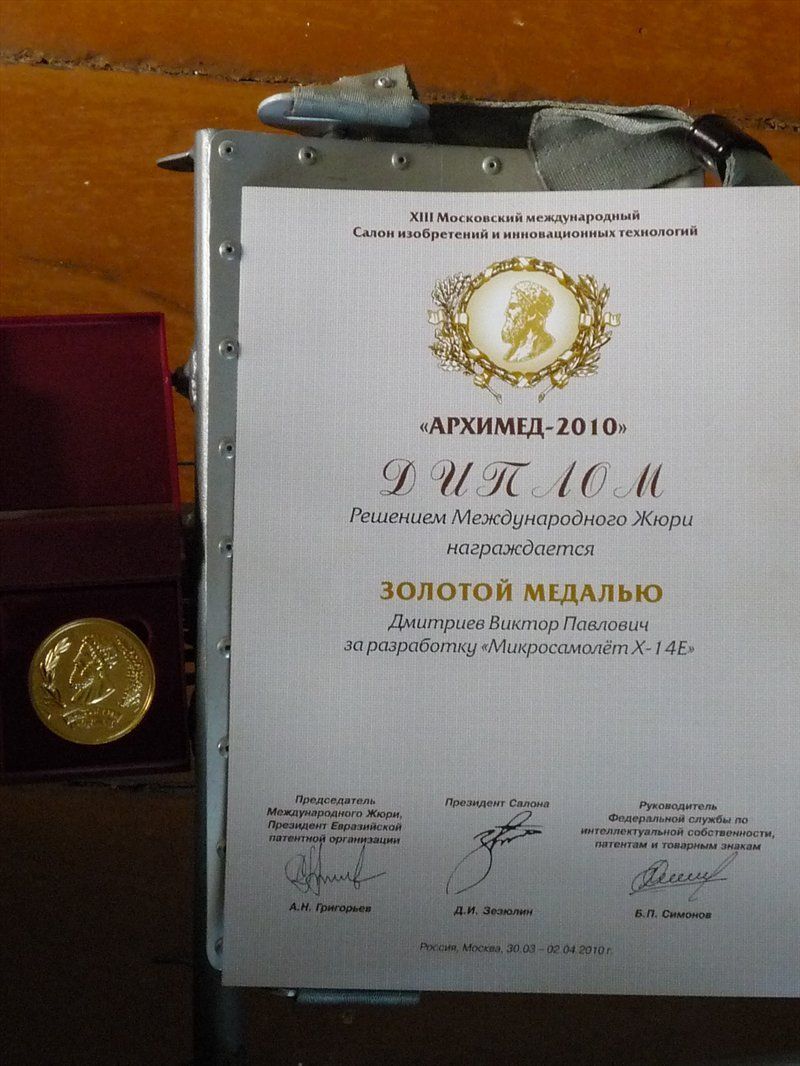 XIII Московский международный
Салон изобретений и инновационных технологий
«АРХИМЕД-2010»
ДИПЛОМ
Решением Международного Жюри
награждается
ЗОЛОТОЙ МЕДАЛЬЮ
Дмитриев Виктор Павлович
за разработку «Микросамолёт Х-14Е»
Председатель
Международного Жюри,
Президент Евразийской
патентной организации
А.Н. Григорьев
Президент Салона
Д.И. Зезюлин
Руководитель
Федеральной службы по
интеллектуальной собственности,
патентам и товарным знакам
Б.П. Симонов
Россия, Москва, 30.03 – 02.04.2010 г.